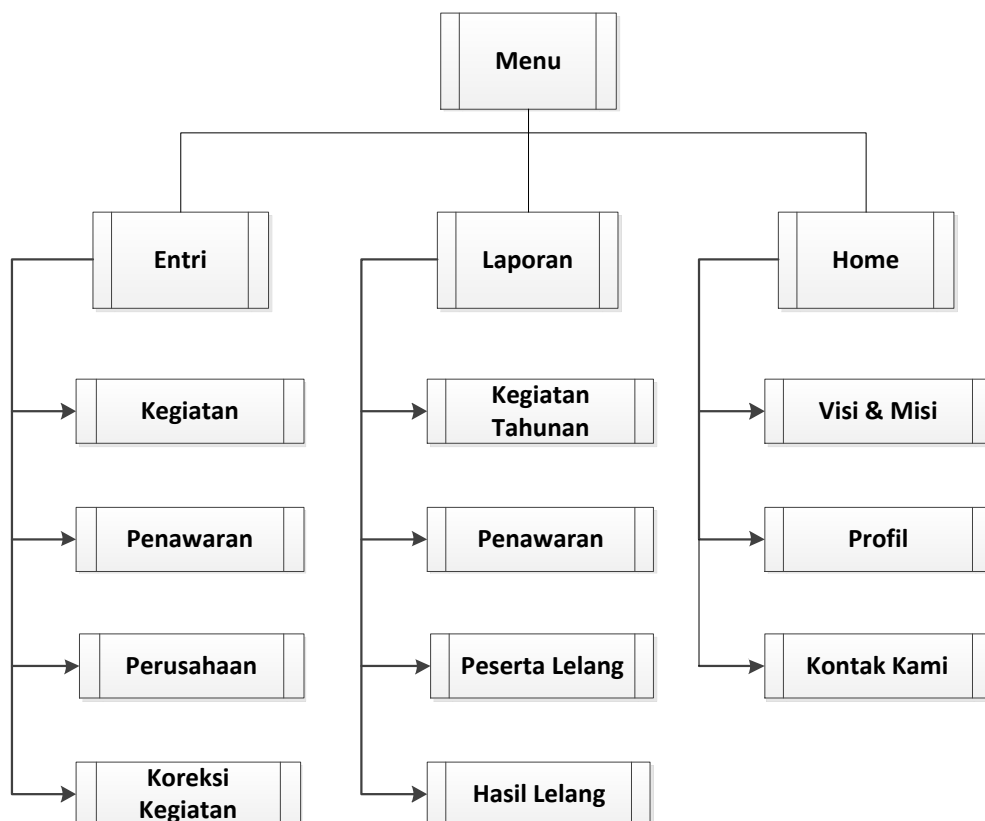 Menu
Entri
Laporan
Home
Kegiatan
Kegiatan
Tahunan
Visi & Misi
Penawaran
Penawaran
Profil
Perusahaan
Peserta Lelang
Kontak Kami
Koreksi
Kegiatan
Hasil Lelang